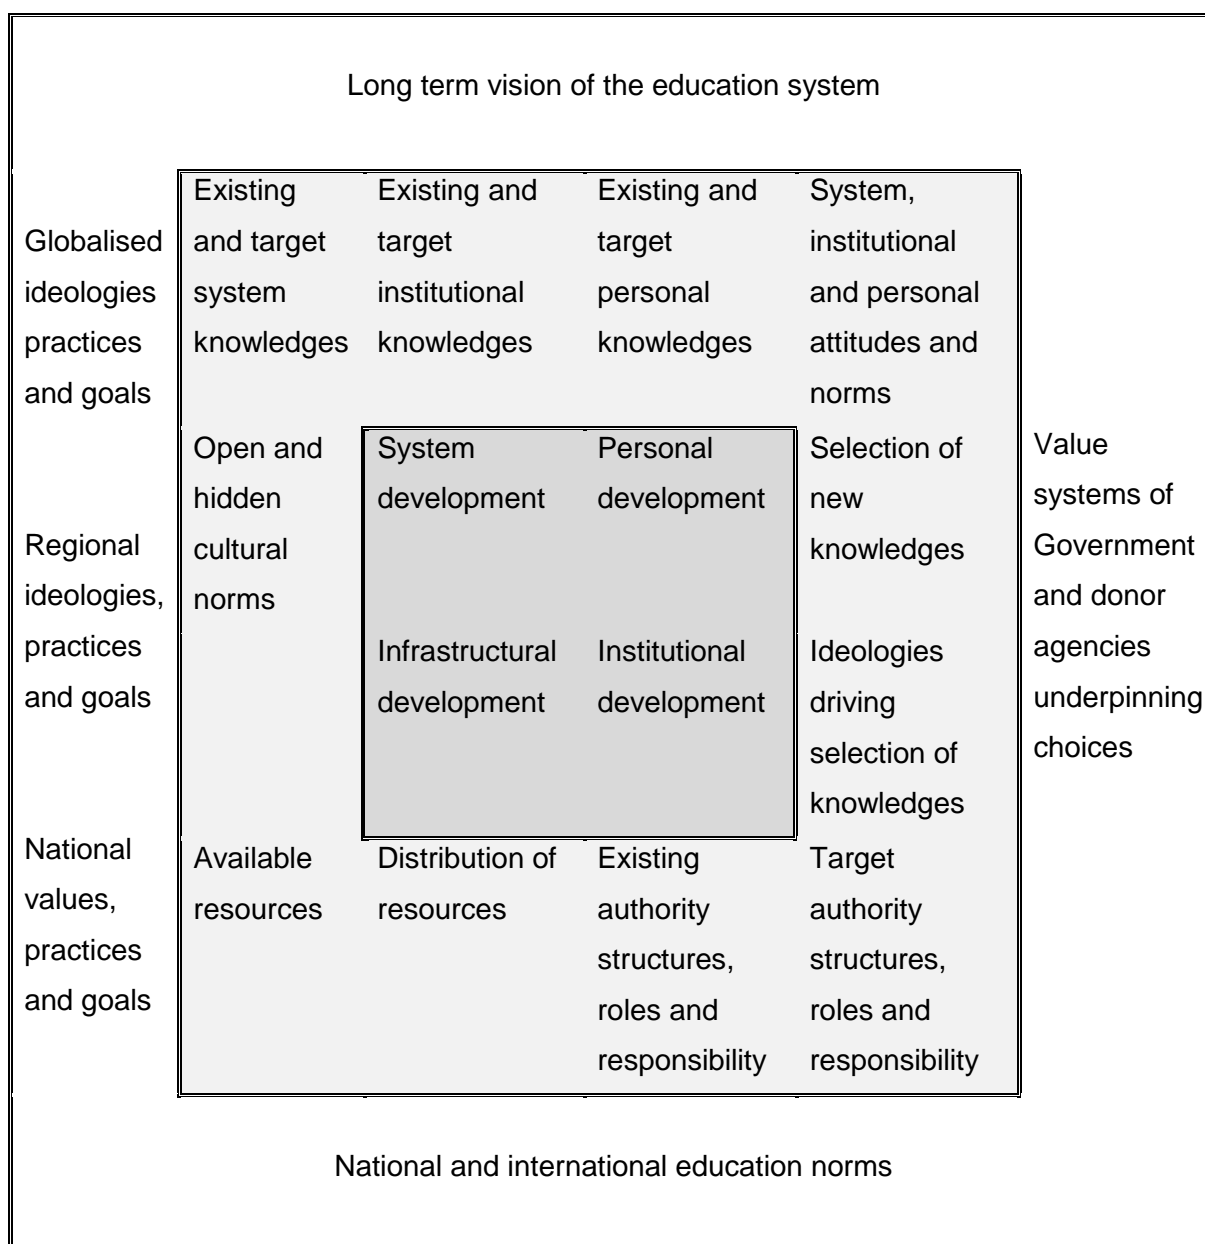 Long term vision of the education system
Globalised
ideologies
practices
and goals
Regional
ideologies,
practices
and goals
National
values,
practices
and goals
Existing
and target
system
knowledges
Existing and
target
institutional
knowledges
Existing and
target
personal
knowledges
System,
institutional
and personal
attitudes and
norms
Open and
hidden
cultural
norms
System
development
Personal
development
Selection of
new
knowledges
Infrastructural
development
Institutional
development
Ideologies
driving
selection of
knowledges
Available
resources
Distribution of
resources
Existing
authority
structures,
roles and
responsibility
Target
authority
structures,
roles and
responsibility
Value
systems of
Government
and donor
agencies
underpinning
choices
National and international education norms